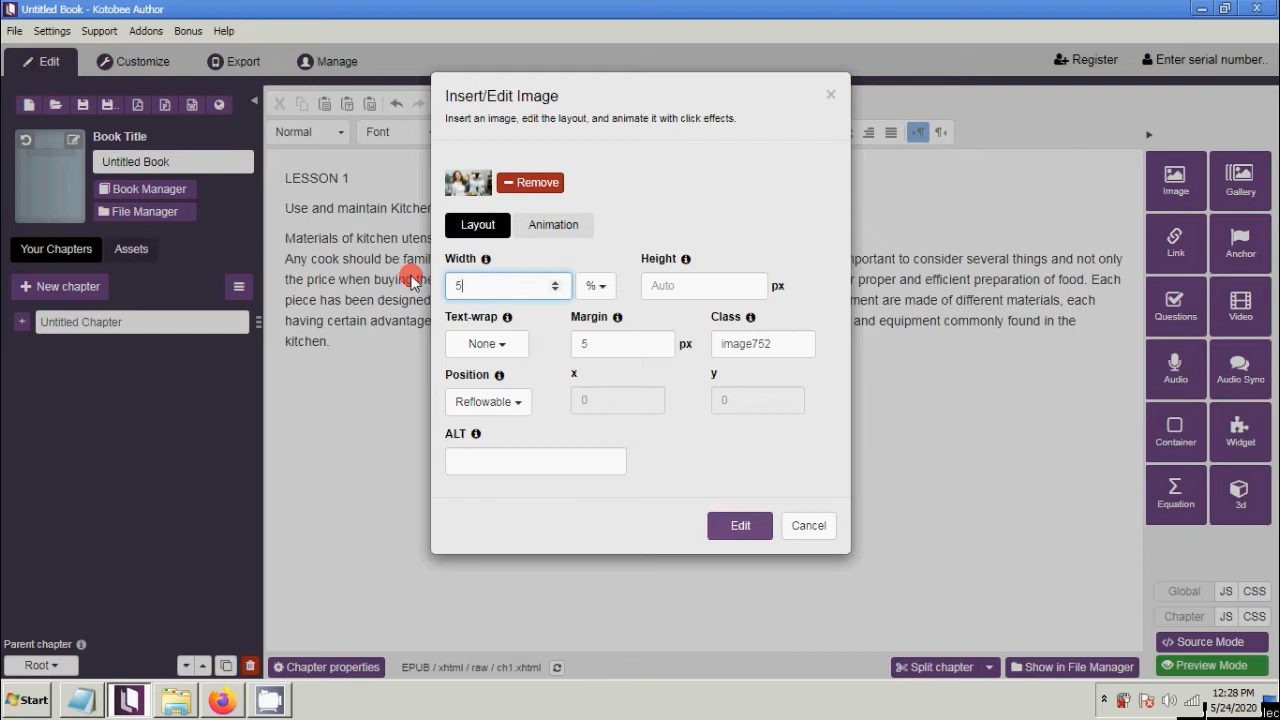 Untitled Book - Kotobee Author
File Settings Support Addons Bonus Help
Edit Customize Export Manage Register Enter serial number..
Book Title
Untitled Book
Book Manager
File Manager
Your Chapters Assets
New chapter
Untitled Chapter
Parent chapter
Root
Normal Font
LESSON 1
Use and maintain Kitchen
Materials of kitchen utens
Any cook should be famil
the price when buying the
piece has been designed
having certain advantage
kitchen.
portant to consider several things and not only
r proper and efficient preparation of food. Each
ment are made of different materials, each
and equipment commonly found in the
Insert/Edit Image
Insert an image, edit the layout, and animate it with click effects.
Remove
Layout Animation
Width Height
5 % Auto px
Text-wrap Margin Class
None 5 px image752
Position x y
Reflowable 0 0
ALT
Edit Cancel
Image Gallery
Link Anchor
Questions Video
Audio Audio Sync
Container Widget
Equation 3d
Global JS CSS
Chapter JS CSS
Source Mode
Preview Mode
Chapter properties EPUB / xhtml / raw / ch1.xhtml Split chapter Show in File Manager
Start
12:28 PM
5/24/2020